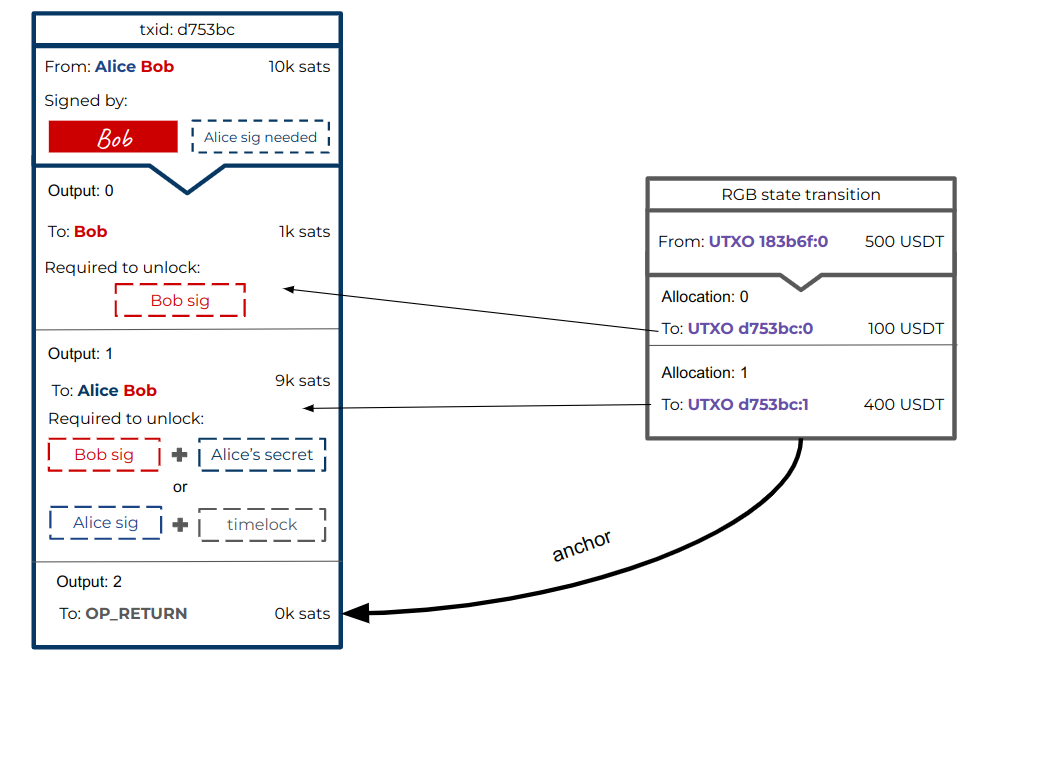 txid: d753bc
From: Alice Bob 10k sats
Signed by:
Bob Alice sig needed
Output: 0
To: Bob 1k sats
Required to unlock:
Bob sig
Output: 1
To: Alice Bob 9k sats
Required to unlock:
Bob sig + Alice's secret
or
Alice sig + timelock
Output: 2
To: OP_RETURN 0k sats
RGB state transition
From: UTXO 183b6f:0 500 USDT
Allocation: 0
To: UTXO d753bc:0 100 USDT
Allocation: 1
To: UTXO d753bc:1 400 USDT
anchor